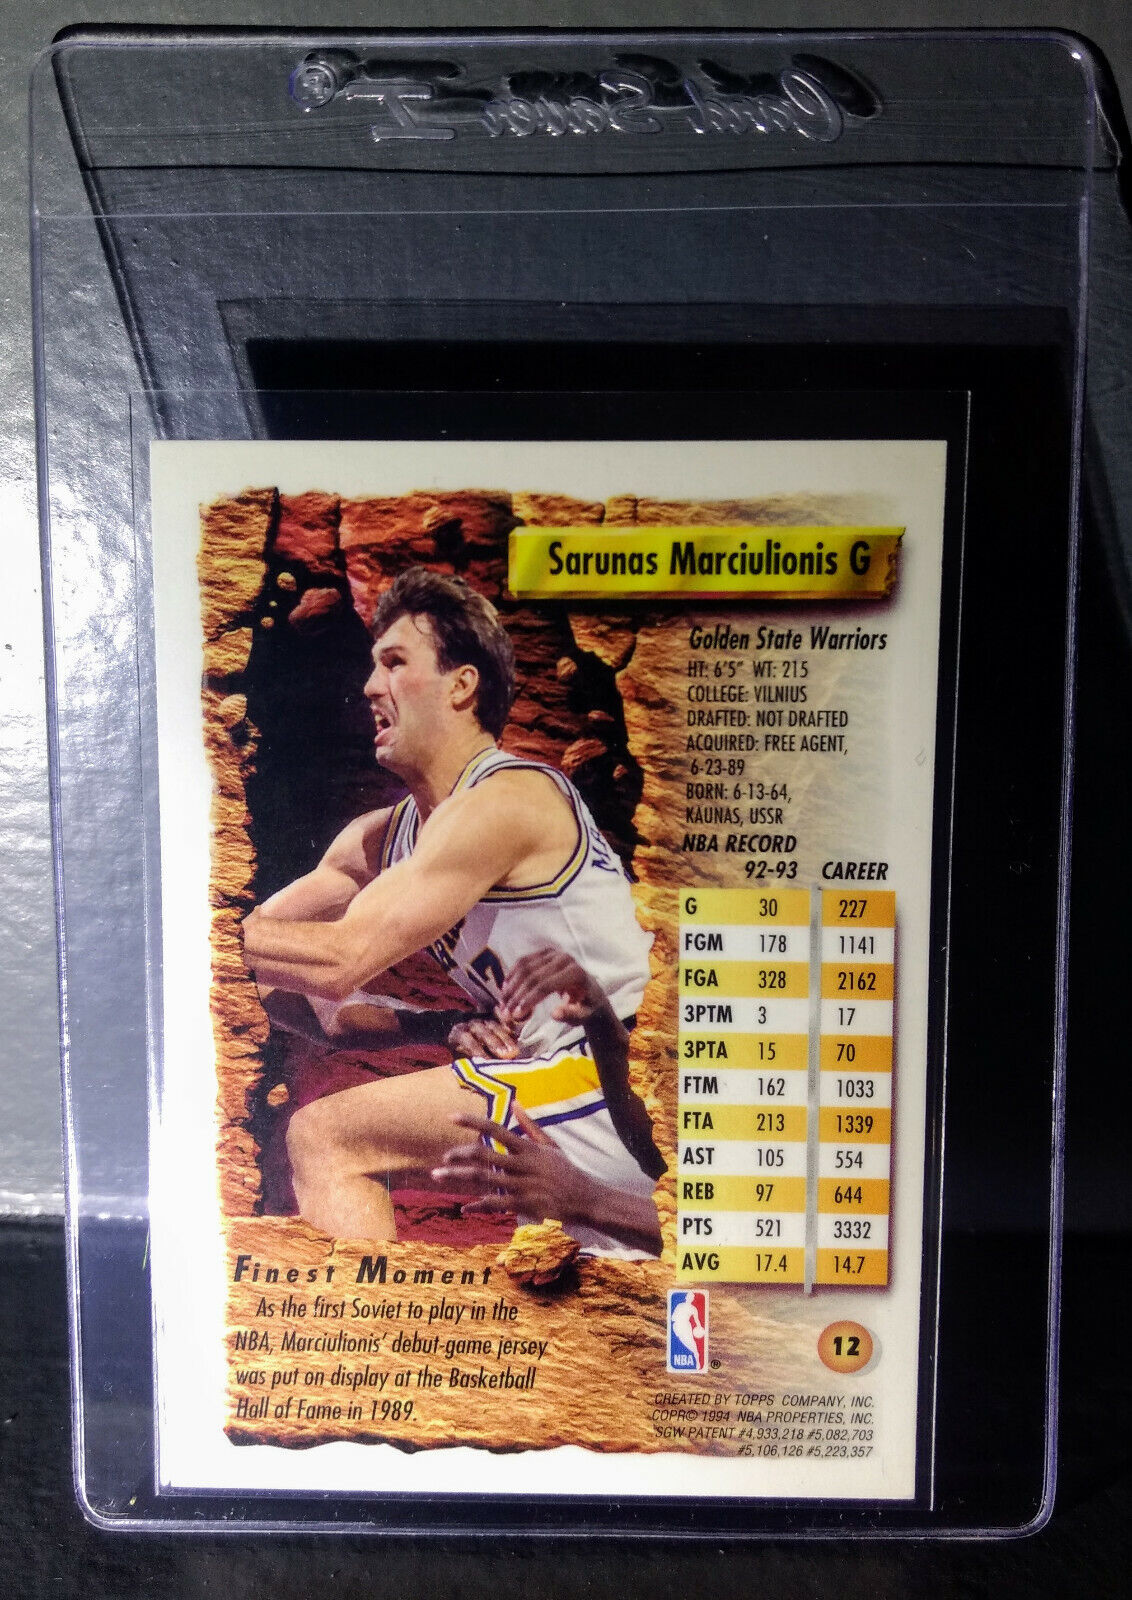 Card Saver I ®
Sarunas Marciulionis G
Golden State Warriors
HT: 6'5" WT: 215
COLLEGE: VILNIUS
DRAFTED: NOT DRAFTED
ACQUIRED: FREE AGENT,
6-23-89
BORN: 6-13-64,
KAUNAS, USSR
NBA RECORD
92-93 CAREER
G 30 227
FGM 178 1141
FGA 328 2162
3PTM 3 17
3PTA 15 70
FTM 162 1033
FTA 213 1339
AST 105 554
REB 97 644
PTS 521 3332
AVG 17.4 14.7
Finest Moment
As the first Soviet to play in the
NBA, Marciulionis' debut-game jersey
was put on display at the Basketball
Hall of Fame in 1989.
NBA ®
12
CREATED BY TOPPS COMPANY, INC.
COPR© 1994 NBA PROPERTIES, INC.
SGW PATENT #4,933,218 #5,082,703
#5,106,126 #5,223,357